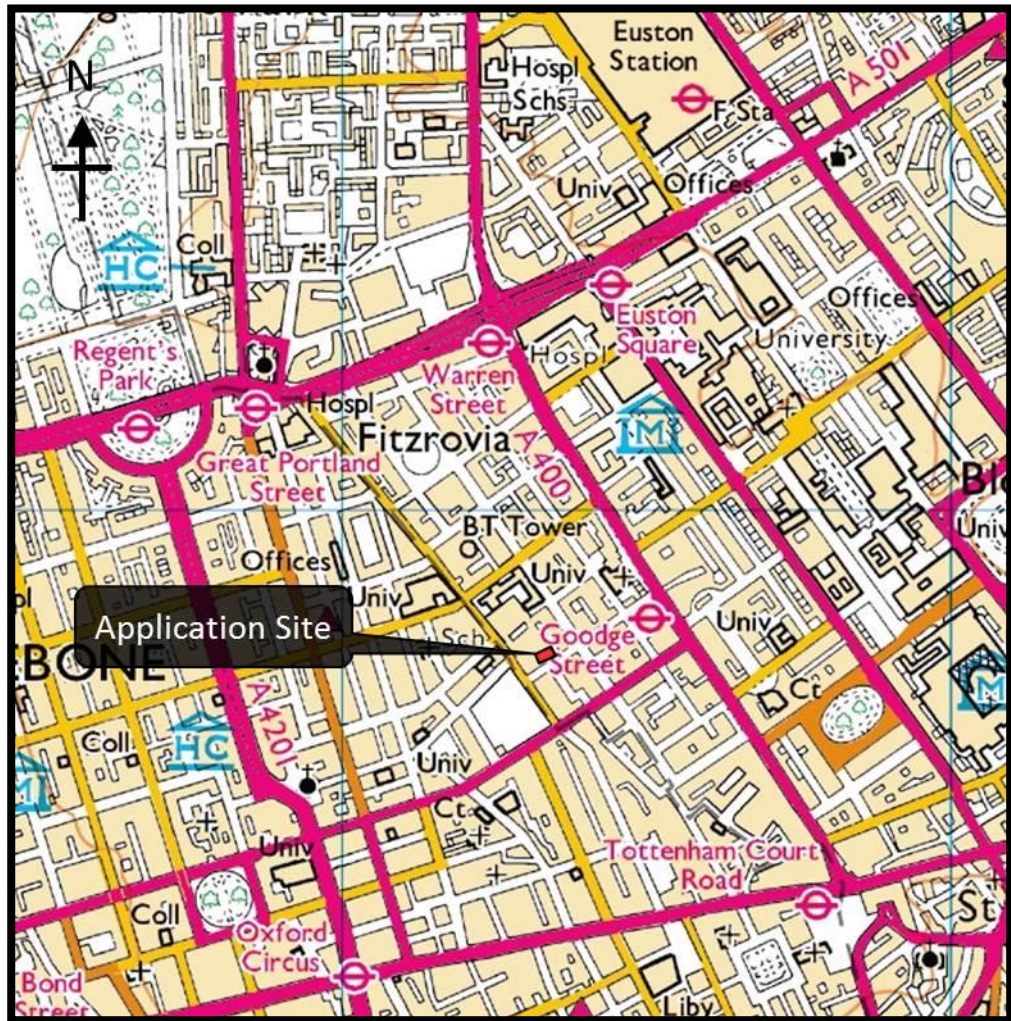 Euston
Station
N
Hospl
Schs
A 501
F Sta
Univ
Offices
Coll
HC
Offices
Regent's
Park
Euston
Square
University
Warren
Street
Hospl
Hospl
M
Fitzrovia
A 400
Great Portland
Street
BT Tower
Univ
Offices
Univ
Univ
Application Site
Sch
Goodge
Street
Univ
EBONE
M
Ct
A 4201
HC
Coll
Univ
Ct
Univ
Tottenham Court
Road
St
Coll
Oxford
Circus
Bond
Street
Liby